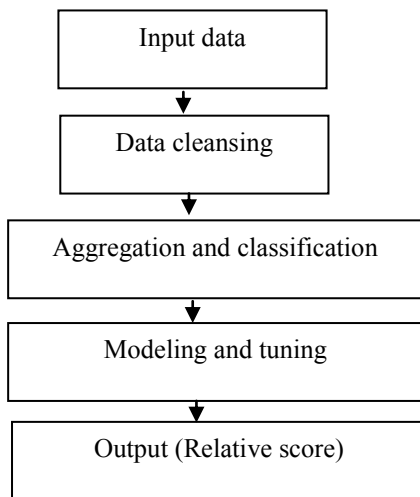 Input data
Data cleansing
Aggregation and classification
Modeling and tuning
Output (Relative score)